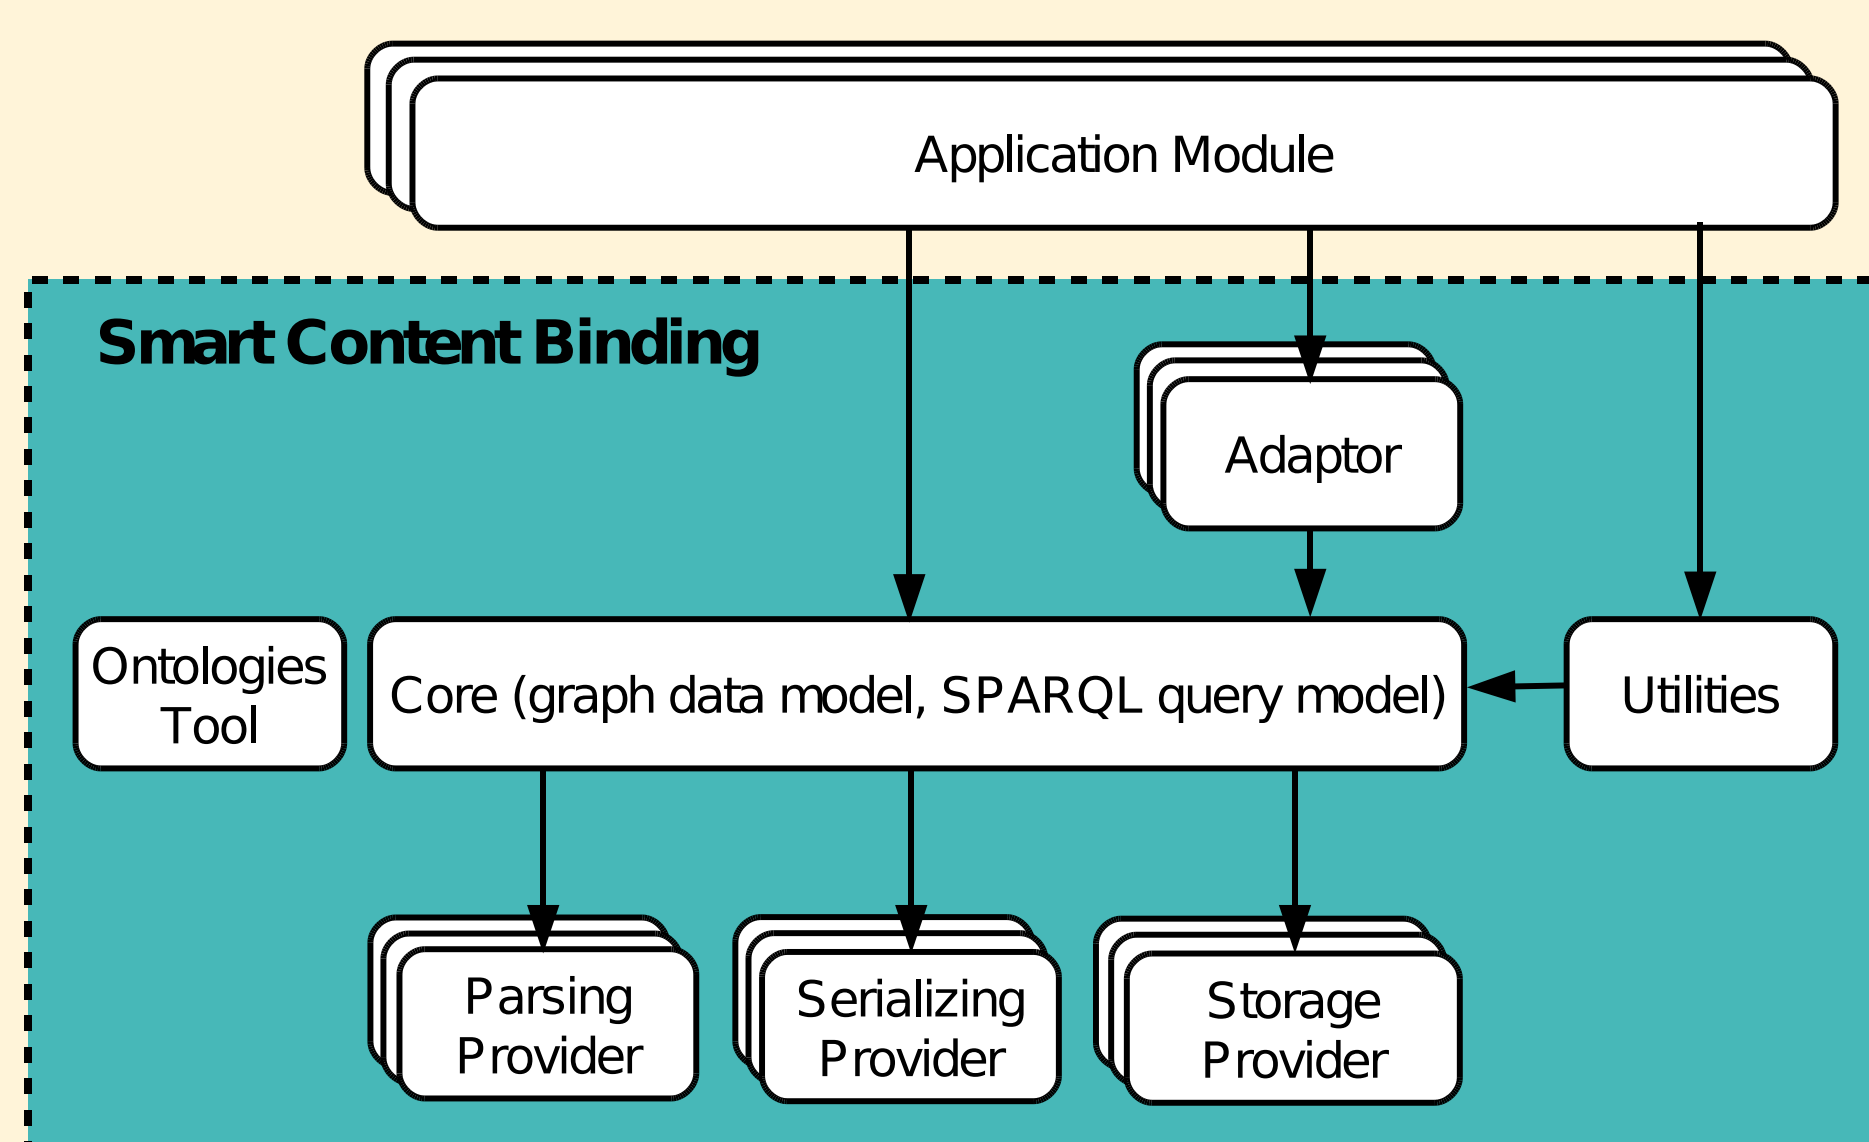 Application Module
Smart Content Binding
Adaptor
Ontologies
Tool
Core (graph data model, SPARQL query model)
Utilities
Parsing
Provider
Serializing
Provider
Storage
Provider